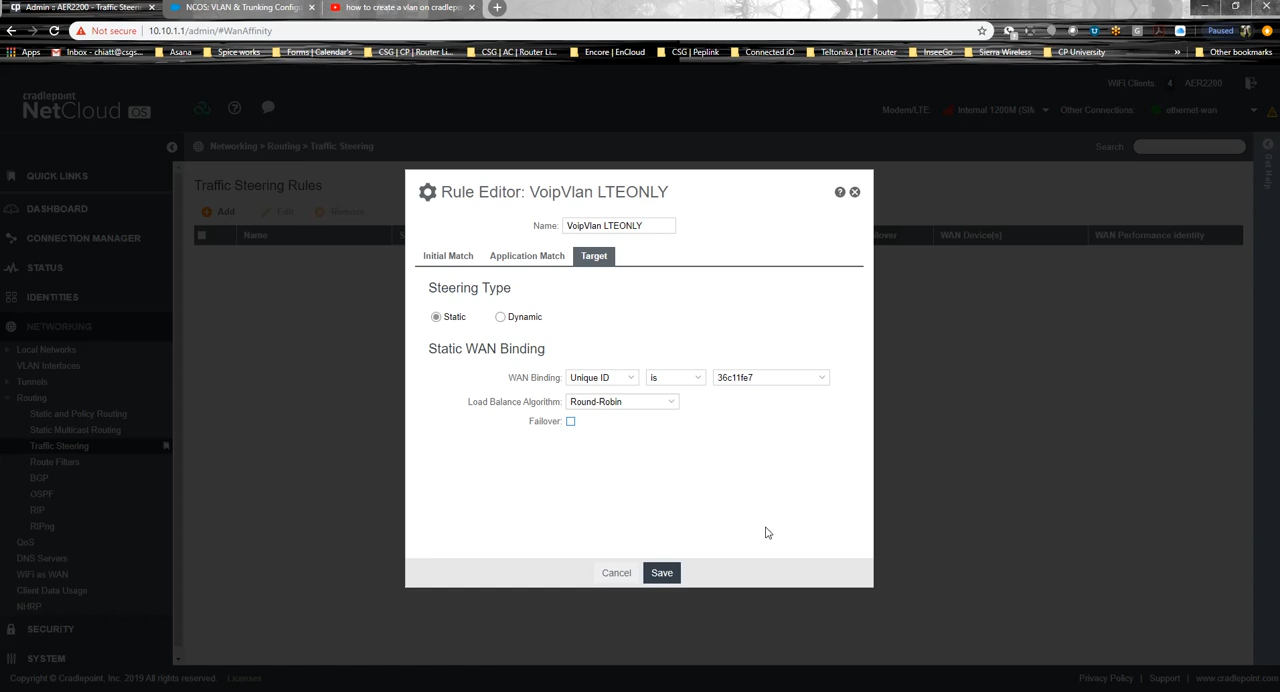 Admin :: AER2200 - Traffic Steeri
NCOS: VLAN & Trunking Config
how to create a vlan on cradlep
Not secure
10.10.1.1/admin/#WanAffinity
Paused
Apps
Inbox - chiatt@csgs...
Asana
Spice works
Forms | Calendar's
CSG | CP | Router Li...
CSG | AC | Router Li...
Encore | EnCloud
CSG | Peplink
Connected iO
Teltonika | LTE Router
InseeGo
Sierra Wireless
CP University
»
Other bookmarks
WiFi Clients: 4 AER2200
cradlepoint
NetCloud OS
Modem/LTE: Internal 1200M (SIM Other Connections: ethernet-wan
Networking > Routing > Traffic Steering
Search
Get Help
QUICK LINKS
DASHBOARD
CONNECTION MANAGER
STATUS
IDENTITIES
NETWORKING
Local Networks
VLAN Interfaces
Tunnels
Routing
Static and Policy Routing
Static Multicast Routing
Traffic Steering
Route Filters
BGP
OSPF
RIP
RIPng
QoS
DNS Servers
WiFi as WAN
Client Data Usage
NHRP
SECURITY
SYSTEM
Traffic Steering Rules
Add Edit Remove
Name S ilover WAN Device(s) WAN Performance Identity
Rule Editor: VoipVlan LTEONLY
Name: VoipVlan LTEONLY
Initial Match Application Match Target
Steering Type
Static Dynamic
Static WAN Binding
WAN Binding: Unique ID is 36c11fe7
Load Balance Algorithm: Round-Robin
Failover:
Cancel Save
Copyright © Cradlepoint, Inc. 2019 All rights reserved. Licenses
Privacy Policy | Support | www.cradlepoint.com